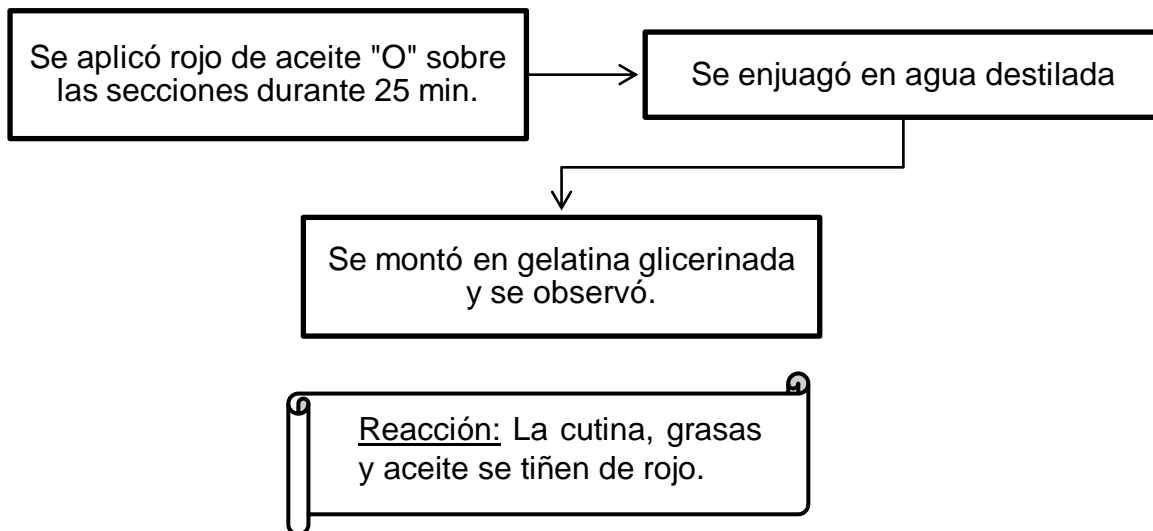 Se aplicó rojo de aceite "O" sobre
las secciones durante 25 min.
Se enjuagó en agua destilada
Se montó en gelatina glicerinada
y se observó.
Reacción: La cutina, grasas
y aceite se tiñen de rojo.